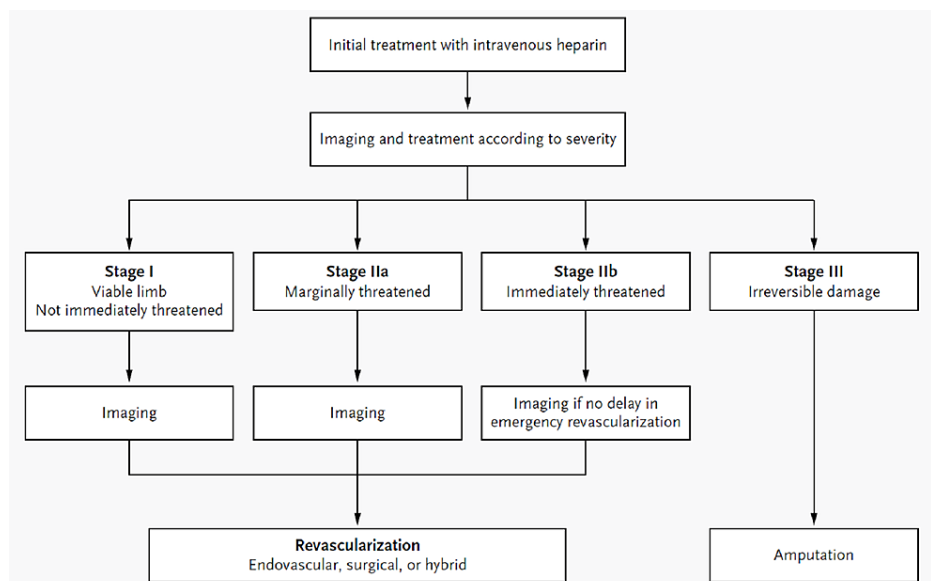 Initial treatment with intravenous heparin
Imaging and treatment according to severity
Stage I
Viable limb
Not immediately threatened
Stage IIa
Marginally threatened
Stage IIb
Immediately threatened
Stage III
Irreversible damage
Imaging
Imaging
Imaging if no delay in
emergency revascularization
Revascularization
Endovascular, surgical, or hybrid
Amputation